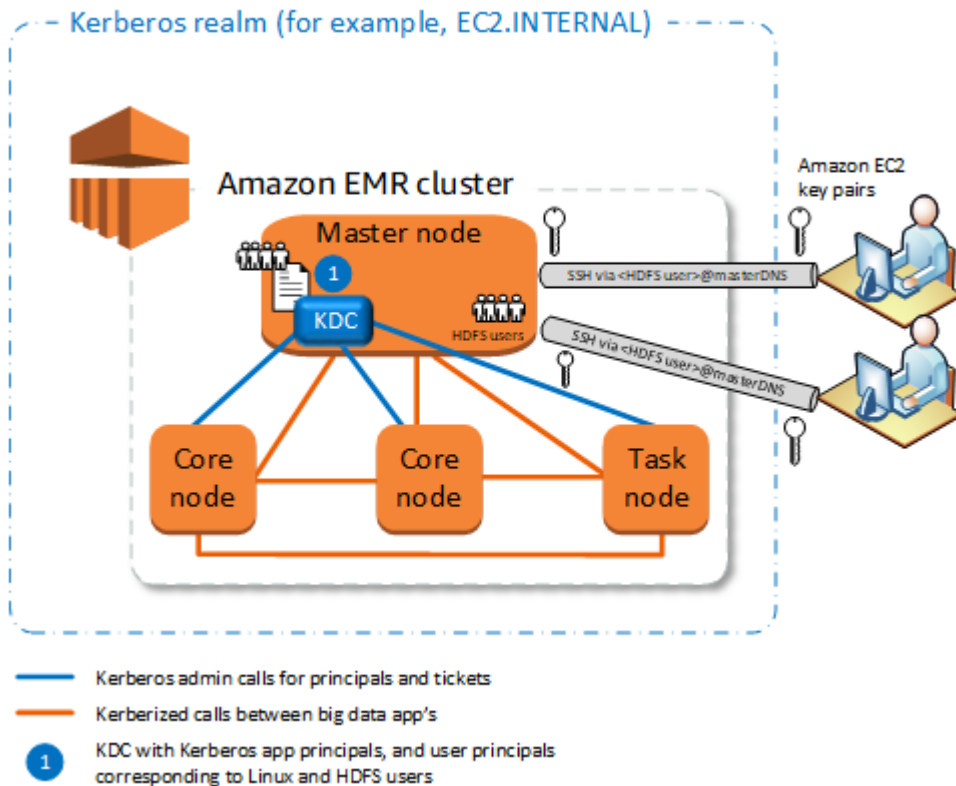 Kerberos realm (for example, EC2.INTERNAL)
Amazon EC2
key pairs
Amazon EMR cluster
Master node
1
SSH via <HDFS user>@masterDNS
KDC
HDFS users
SSH via <HDFS user>@masterDNS
Core
node
Core
node
Task
node
Kerberos admin calls for principals and tickets
Kerberized calls between big data app's
1
KDC with Kerberos app principals, and user principals
corresponding to Linux and HDFS users